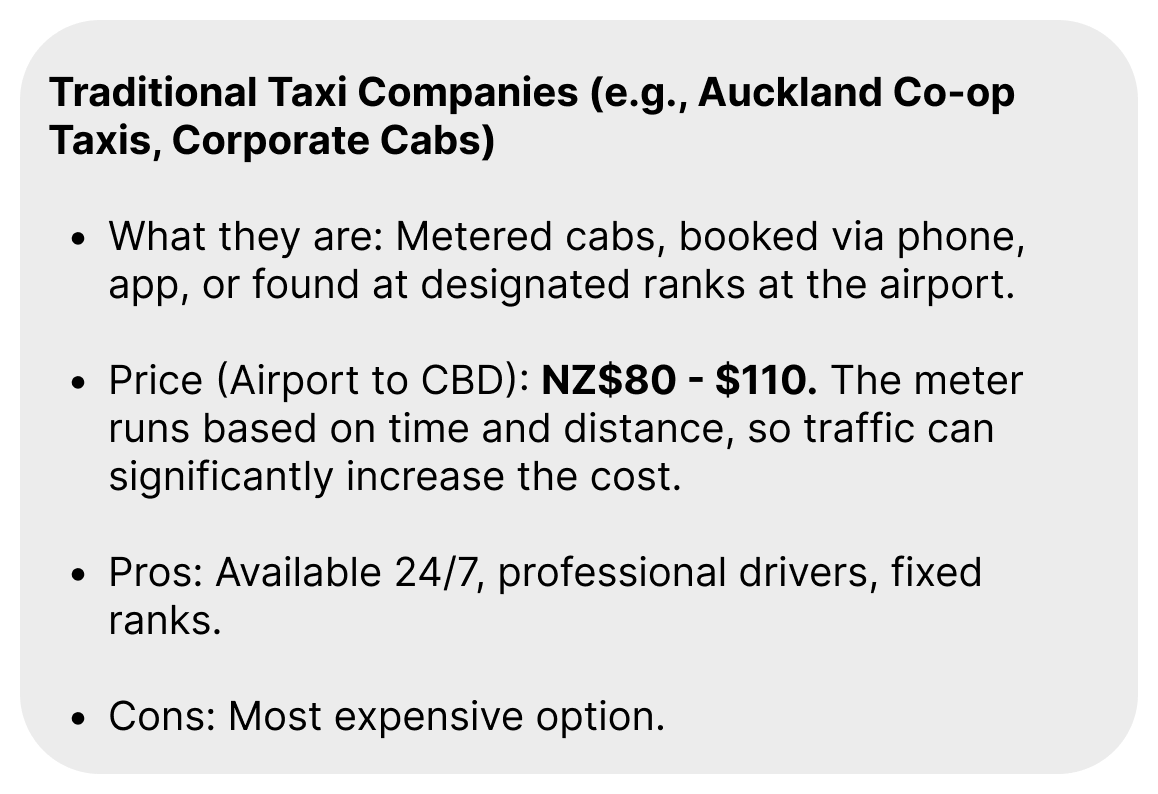 Traditional Taxi Companies (e.g., Auckland Co-op
Taxis, Corporate Cabs)
• What they are: Metered cabs, booked via phone,
app, or found at designated ranks at the airport.
• Price (Airport to CBD): NZ$80 - $110. The meter
runs based on time and distance, so traffic can
significantly increase the cost.
• Pros: Available 24/7, professional drivers, fixed
ranks.
• Cons: Most expensive option.